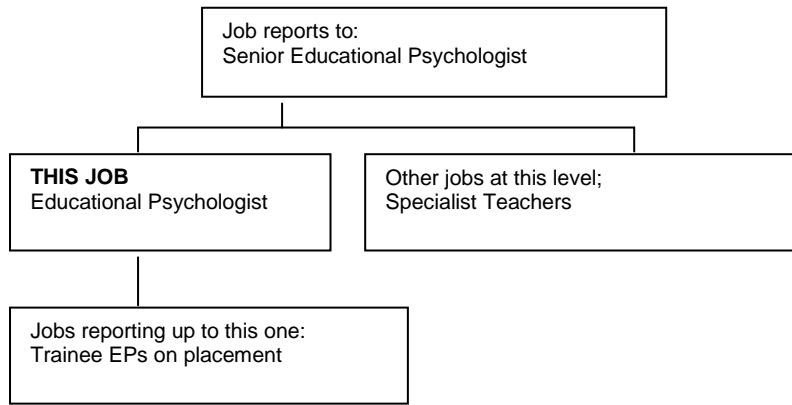 Job reports to:
Senior Educational Psychologist
THIS JOB
Educational Psychologist
Other jobs at this level;
Specialist Teachers
Jobs reporting up to this one:
Trainee EPs on placement